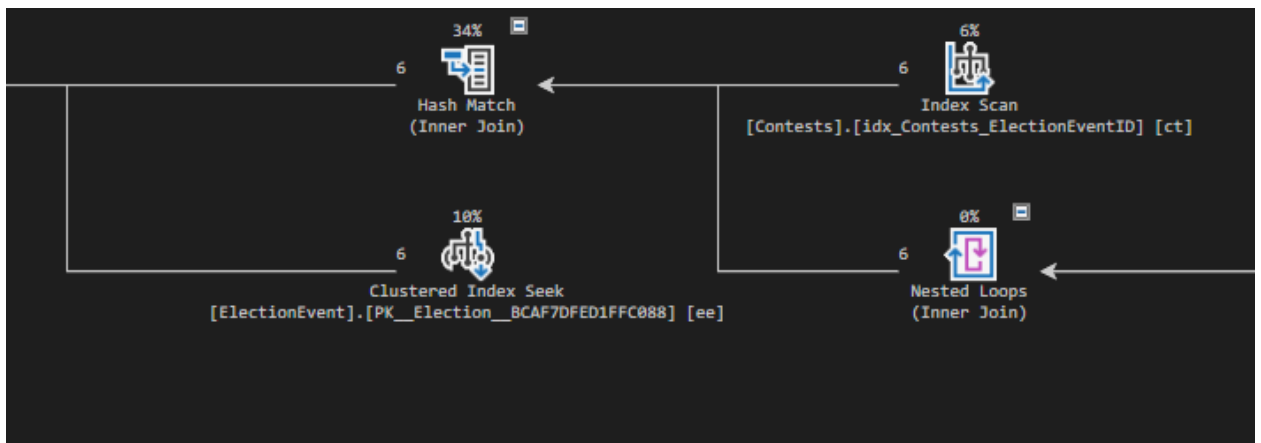 34%
6
Hash Match
(Inner Join)
6%
6
Index Scan
[Contests].[idx_Contests_ElectionEventID] [ct]
10%
6
Clustered Index Seek
[ElectionEvent].[PK__Election__BCAF7DFED1FFC088] [ee]
0%
6
Nested Loops
(Inner Join)